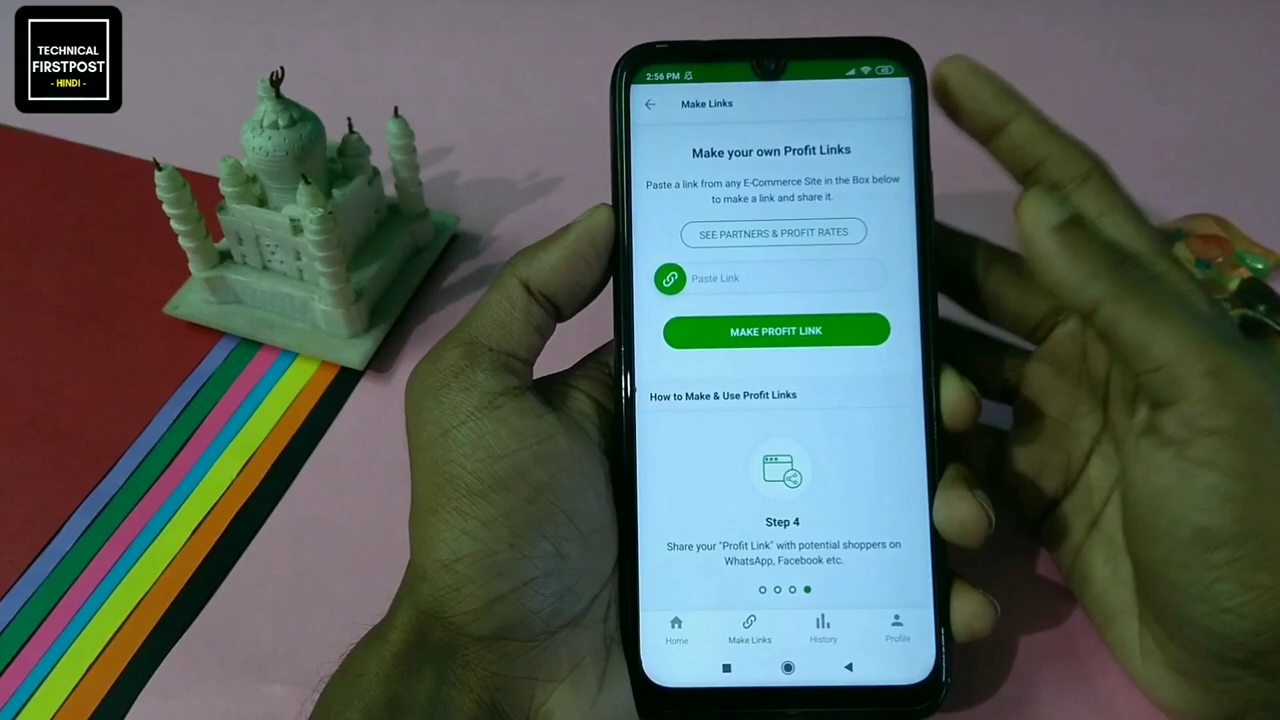 TECHNICAL
FIRSTPOST
- HINDI -
2:56 PM
45
Make Links
Make your own Profit Links
Paste a link from any E-Commerce Site in the Box below
to make a link and share it.
SEE PARTNERS & PROFIT RATES
Paste Link
MAKE PROFIT LINK
How to Make & Use Profit Links
Step 4
Share your "Profit Link" with potential shoppers on
WhatsApp, Facebook etc.
Home
Make Links
History
Profile